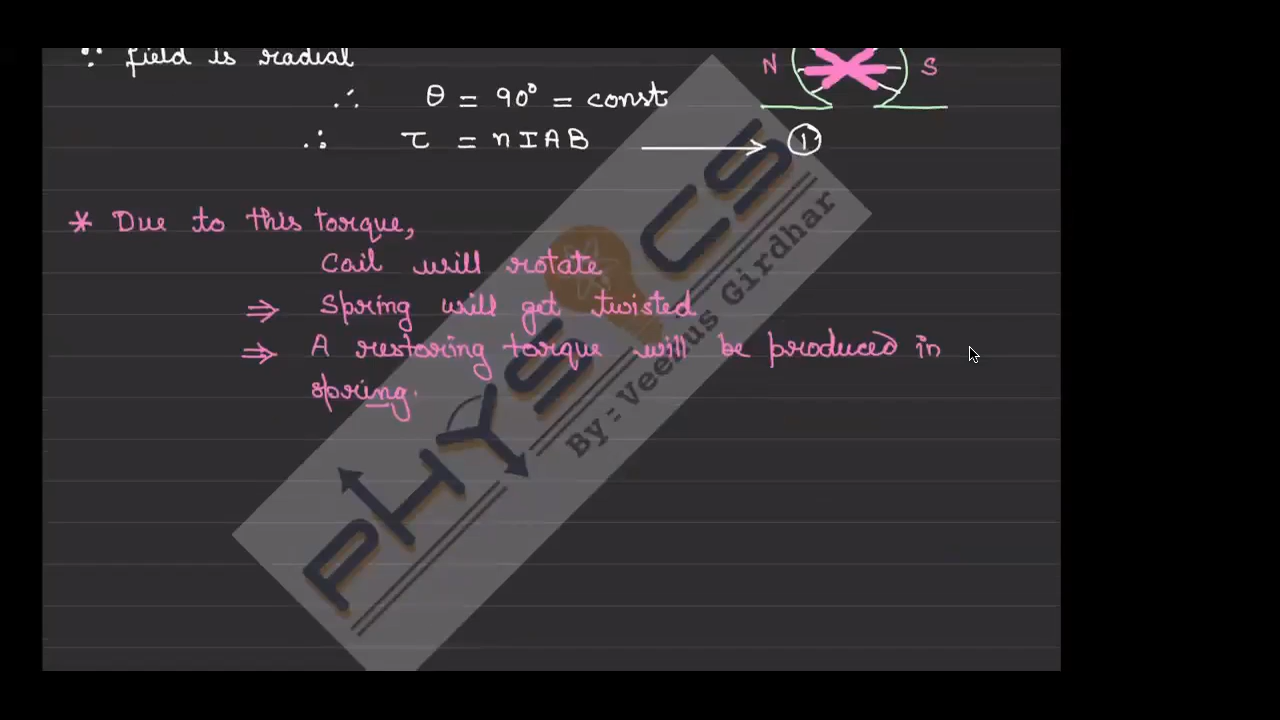 ∵ field is radial
N S
∴ θ = 90° = const
∴ τ = nIAB ⟶ ①
* Due to this torque,
Coil will rotate
⇒ Spring will get twisted
⇒ A restoring torque will be produced in
spring.
PHYSICS
By: Veenus Girdhar